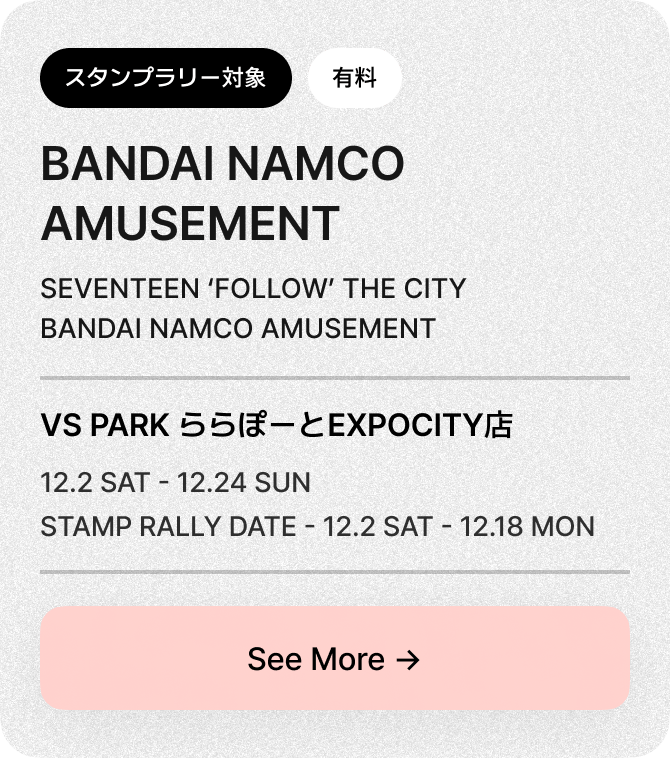 スタンプラリー対象 有料
BANDAI NAMCO
AMUSEMENT
SEVENTEEN ‘FOLLOW’ THE CITY
BANDAI NAMCO AMUSEMENT
VS PARK ららぽーとEXPOCITY店
12.2 SAT - 12.24 SUN
STAMP RALLY DATE - 12.2 SAT - 12.18 MON
See More →